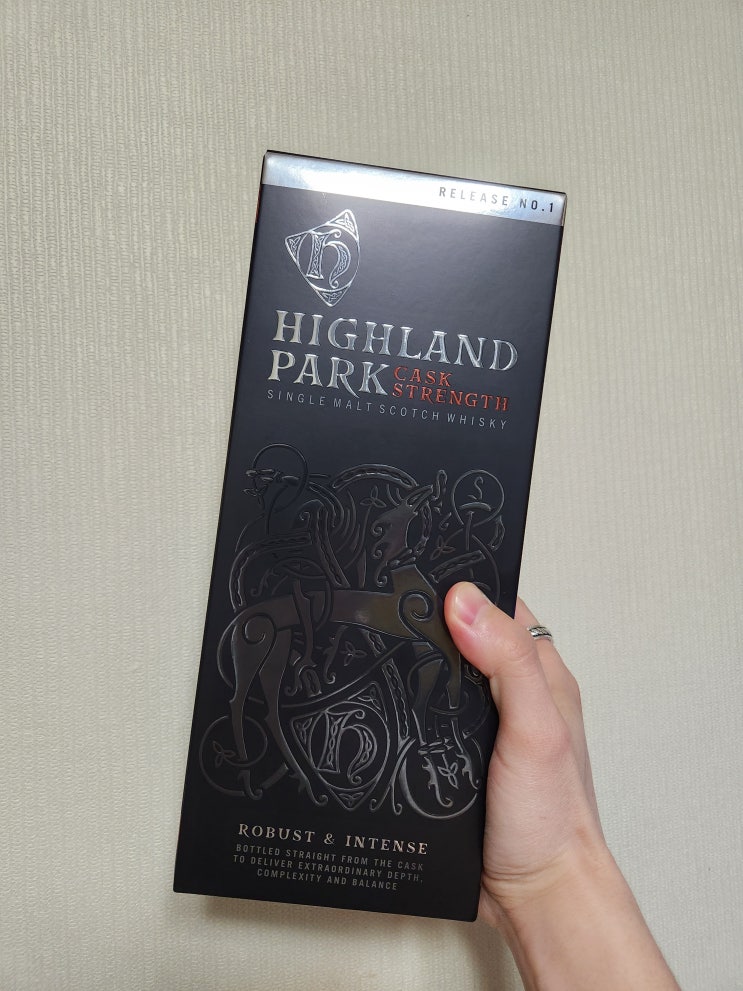 RELEASE NO.1
H
HIGHLAND
PARK CASK
STRENGTH
SINGLE MALT SCOTCH WHISKY
S
H
ROBUST & INTENSE
BOTTLED STRAIGHT FROM THE CASK
TO DELIVER EXTRAORDINARY DEPTH,
COMPLEXITY AND BALANCE